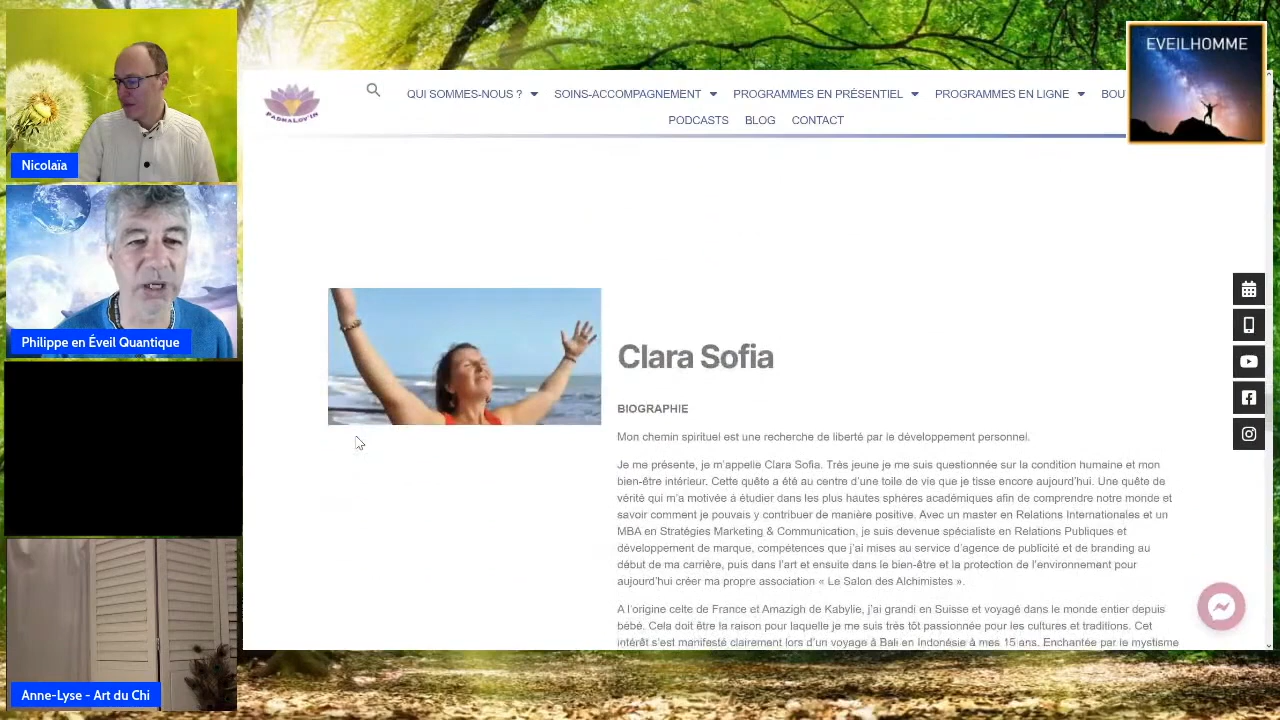 EVEILHOMME
QUI SOMMES-NOUS ?
SOINS-ACCOMPAGNEMENT
PROGRAMMES EN PRÉSENTIEL
PROGRAMMES EN LIGNE
BOU
PODCASTS
BLOG
CONTACT
PADMALUV'IN
Nicolaïa
Philippe en Éveil Quantique
Anne-Lyse - Art du Chi
Clara Sofia
BIOGRAPHIE
Mon chemin spirituel est une recherche de liberté par le développement personnel.
Je me présente, je m'appelle Clara Sofia. Très jeune je me suis questionnée sur la condition humaine et mon
bien-être intérieur. Cette quête a été au centre d'une toile de vie que je tisse encore aujourd'hui. Une quête de
vérité qui m'a motivée à étudier dans les plus hautes sphères académiques afin de comprendre notre monde et
savoir comment je pouvais y contribuer de manière positive. Avec un master en Relations Internationales et un
MBA en Stratégies Marketing & Communication, je suis devenue spécialiste en Relations Publiques et
développement de marque, compétences que j'ai mises au service d'agence de publicité et de branding au
début de ma carrière, puis dans l'art et ensuite dans le bien-être et la protection de l'environnement pour
aujourd'hui créer ma propre association « Le Salon des Alchimistes ».
A l'origine celte de France et Amazigh de Kabylie, j'ai grandi en Suisse et voyagé dans le monde entier depuis
bébé. Cela doit être la raison pour laquelle je me suis très tôt passionnée pour les cultures et traditions. Cet
intérêt s'est manifesté clairement lors d'un voyage à Bali en Indonésie à mes 15 ans. Enchantée par le mysticisme